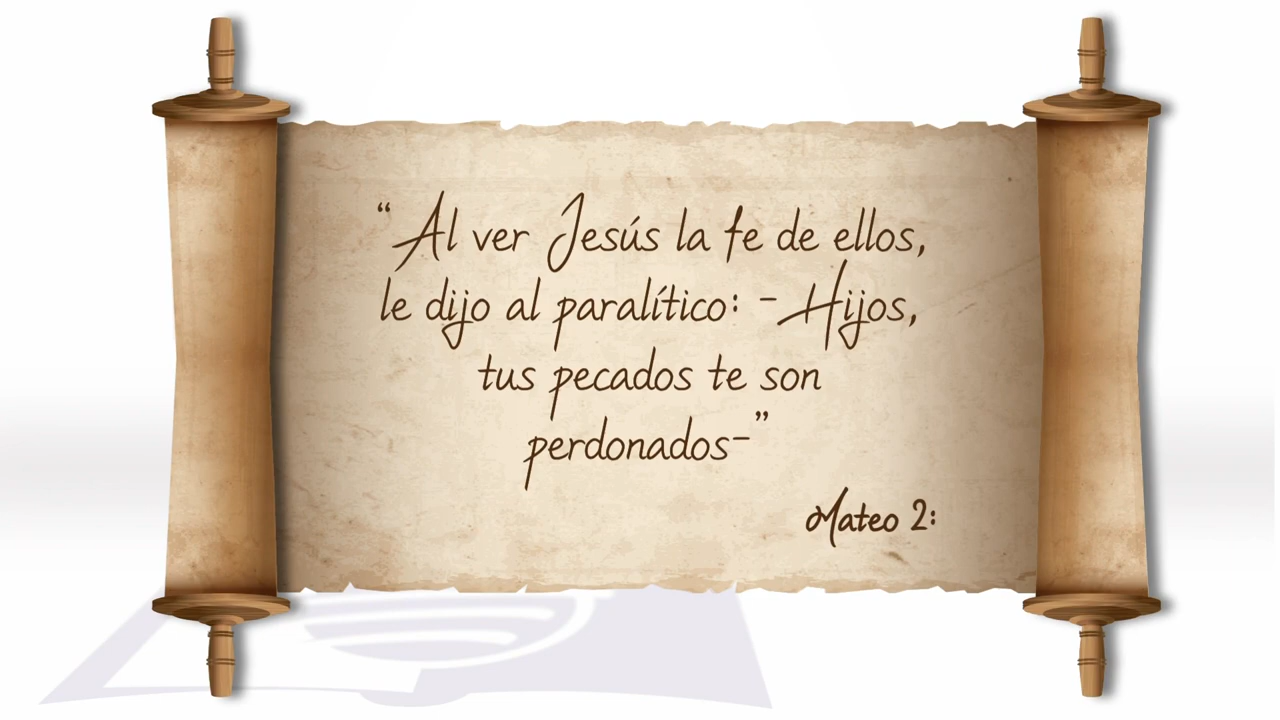 “Al ver Jesús la fe de ellos,
le dijo al paralítico: - Hijos,
tus pecados te son
perdonados-”
Mateo 2: